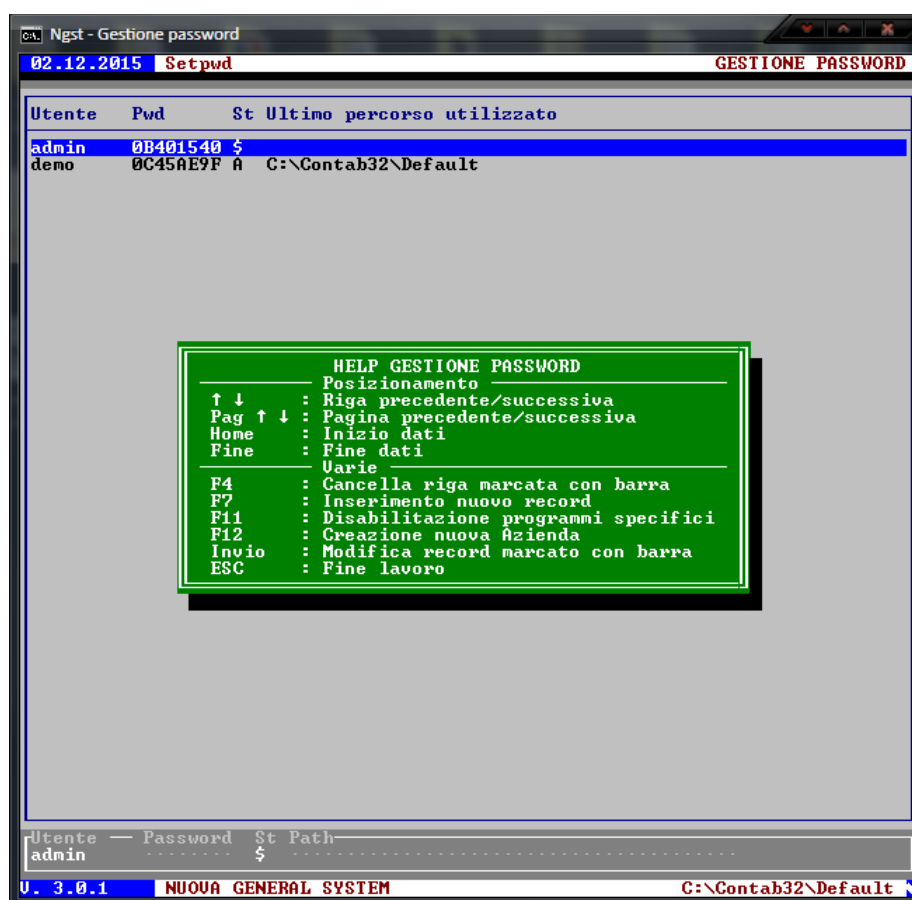 Ngst - Gestione password
02.12.2015 Setpwd GESTIONE PASSWORD
Utente Pwd St Ultimo percorso utilizzato
admin 0B401540 $
demo 0C45AE9F A C:\Contab32\Default
HELP GESTIONE PASSWORD
Posizionamento
↑ ↓ : Riga precedente/successiva
Pag ↑ ↓ : Pagina precedente/successiva
Home : Inizio dati
Fine : Fine dati
Varie
F4 : Cancella riga marcata con barra
F7 : Inserimento nuovo record
F11 : Disabilitazione programmi specifici
F12 : Creazione nuova Azienda
Invio : Modifica record marcato con barra
ESC : Fine lavoro
Utente Password St Path
admin ........ $ ........................................
V. 3.0.1 NUOVA GENERAL SYSTEM C:\Contab32\Default